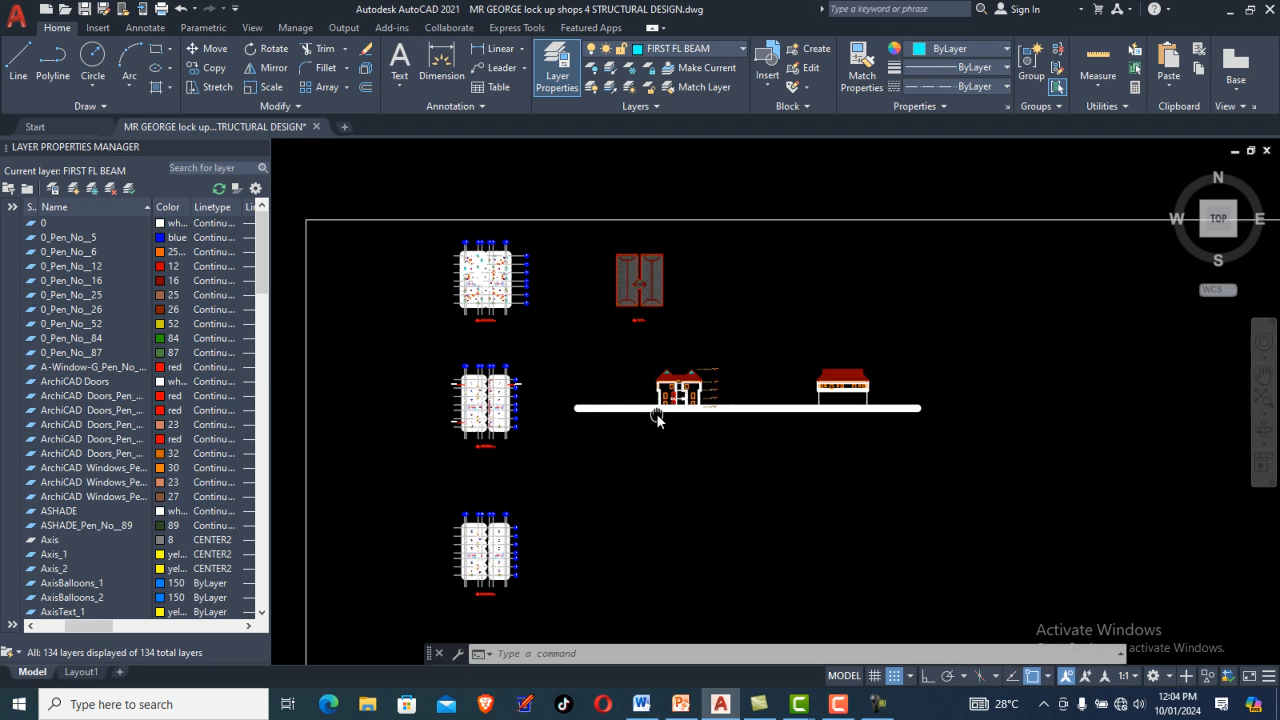 Autodesk AutoCAD 2021 MR GEORGE lock up shops 4 STRUCTURAL DESIGN.dwg
Type a keyword or phrase
Sign In
Home Insert Annotate Parametric View Manage Output Add-ins Collaborate Express Tools Featured Apps
Line Polyline Circle Arc
Move Rotate Trim
Copy Mirror Fillet
Stretch Scale Array
Text Dimension
Linear
Leader
Table
Layer Properties
FIRST FL BEAM
Make Current
Match Layer
Insert
Create
Edit
Match Properties
ByLayer
ByLayer
ByLayer
Group
Measure
Paste
Base
Draw Modify Annotation Layers Block Properties Groups Utilities Clipboard View
Start
MR GEORGE lock up...TRUCTURAL DESIGN*
LAYER PROPERTIES MANAGER
Current layer: FIRST FL BEAM
Search for layer
S.. Name Color Linetype Li
0 wh... Continu...
0_Pen_No__5 blue Continu...
0_Pen_No__6 25... Continu...
0_Pen_No__12 12 Continu...
0_Pen_No__16 16 Continu...
0_Pen_No__25 25 Continu...
0_Pen_No__26 26 Continu...
0_Pen_No__52 52 Continu...
0_Pen_No__84 84 Continu...
0_Pen_No__87 87 Continu...
A-Window-G_Pen_No_... red Continu...
ArchiCAD Doors wh... Continu...
ArchiCAD Doors_Pen_... red Continu...
ArchiCAD Doors_Pen_... red Continu...
ArchiCAD Doors_Pen_... 23 Continu...
ArchiCAD Doors_Pen_... red Continu...
ArchiCAD Doors_Pen_... 32 Continu...
ArchiCAD Windows_Pe... 30 Continu...
ArchiCAD Windows_Pe... 23 Continu...
ArchiCAD Windows_Pe... 27 Continu...
ASHADE wh... Continu...
ASHADE_Pen_No__89 89 Continu...
Axis 8 CENTER2
Axis_1 yel... CENTER2
Axis_2 yel... CENTER2
AxisBalloons_1 150 ByLayer
AxisBalloons_2 150 ByLayer
AxisText_1 yel... ByLayer
All: 134 layers displayed of 134 total layers
N
W TOP E
S
WCS
Activate Windows
activate Windows.
Type a command
Model Layout1
MODEL
1:1
Type here to search
28°C
12:04 PM
10/01/2024